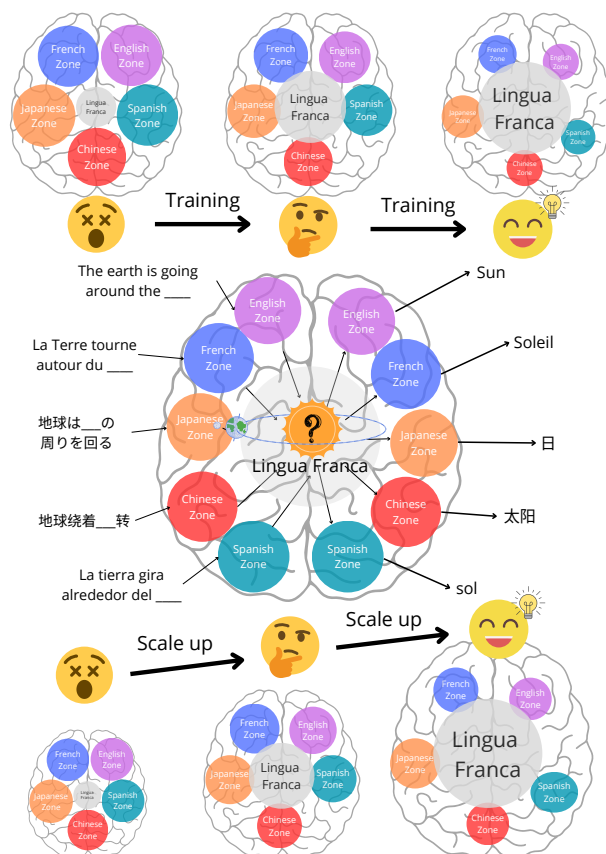 French
Zone
English
Zone
Japanese
Zone
Lingua
Franca
Spanish
Zone
Chinese
Zone
French
Zone
English
Zone
Japanese
Zone
Lingua
Franca
Spanish
Zone
Chinese
Zone
French
Zone
English
Zone
Japanese
Zone
Lingua
Franca
Spanish
Zone
Chinese
Zone
Training
Training
The earth is going
around the ____
La Terre tourne
autour du ____
地球は___の
周りを回る
地球绕着___转
La tierra gira
alrededor del ____
English
Zone
French
Zone
Japanese
Zone
Chinese
Zone
Spanish
Zone
?
Lingua Franca
English
Zone
French
Zone
Japanese
Zone
Chinese
Zone
Spanish
Zone
Sun
Soleil
日
太阳
sol
Scale up
Scale up
French
Zone
English
Zone
Japanese
Zone
Lingua
Franca
Spanish
Zone
Chinese
Zone
French
Zone
English
Zone
Japanese
Zone
Lingua
Franca
Spanish
Zone
Chinese
Zone
French
Zone
English
Zone
Japanese
Zone
Lingua
Franca
Spanish
Zone
Chinese
Zone